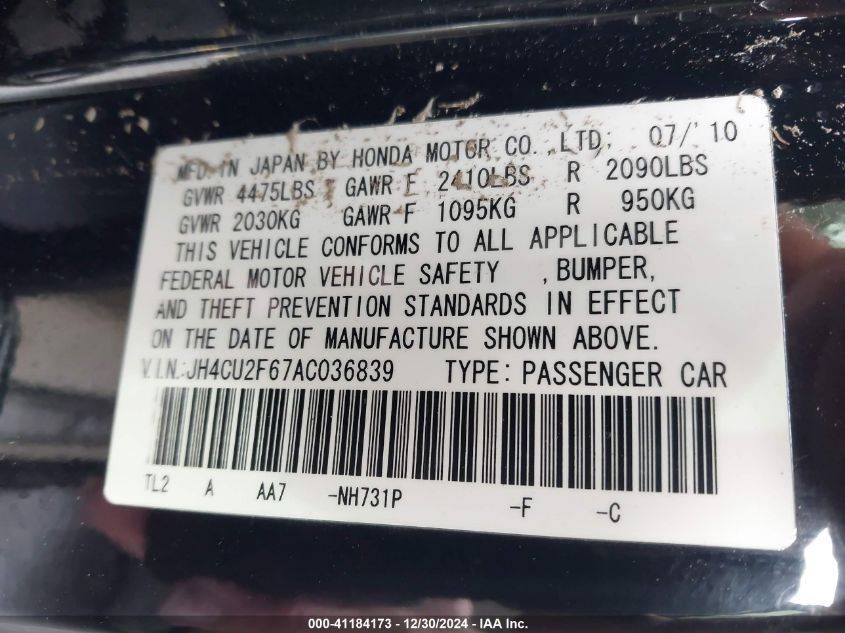 MFD. IN JAPAN BY HONDA MOTOR CO., LTD; 07/'10
GVWR 4475LBS GAWR F 2410LBS R 2090LBS
GVWR 2030KG GAWR F 1095KG R 950KG
THIS VEHICLE CONFORMS TO ALL APPLICABLE
FEDERAL MOTOR VEHICLE SAFETY , BUMPER,
AND THEFT PREVENTION STANDARDS IN EFFECT
ON THE DATE OF MANUFACTURE SHOWN ABOVE.
V.I.N.:JH4CU2F67AC036839 TYPE: PASSENGER CAR
TL2 A AA7 -NH731P -F -C
000-41184173 - 12/30/2024 - IAA Inc.